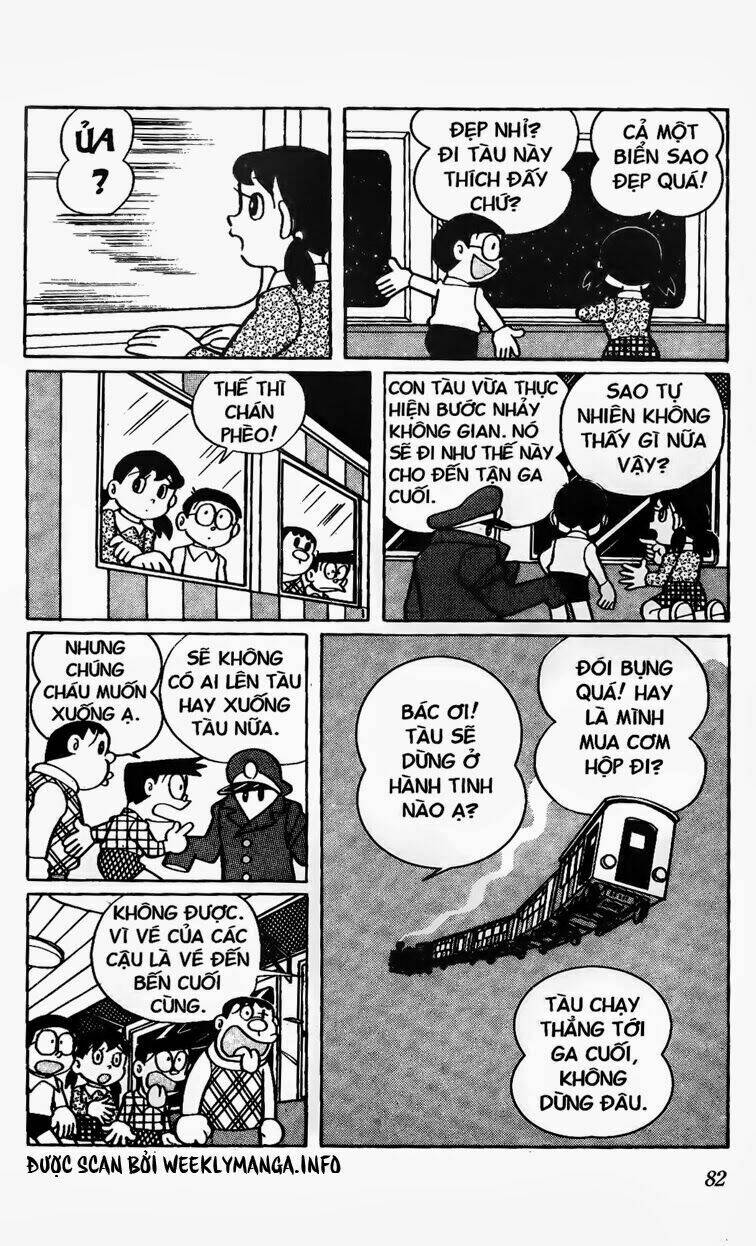 CẢ MỘT
BIỂN SAO
ĐẸP QUÁ!
ĐẸP NHỈ?
ĐI TÀU NÀY
THÍCH ĐẤY
CHỨ?
ỦA
?
SAO TỰ
NHIÊN KHÔNG
THẤY GÌ NỮA
VẬY?
CON TÀU VỪA THỰC
HIỆN BƯỚC NHẢY
KHÔNG GIAN. NÓ
SẼ ĐI NHƯ THẾ NÀY
CHO ĐẾN TẬN GA
CUỐI.
THẾ THÌ
CHÁN
PHÈO!
ĐÓI BỤNG
QUÁ! HAY
LÀ MÌNH
MUA CƠM
HỘP ĐI?
BÁC ƠI!
TÀU SẼ
DỪNG Ở
HÀNH TINH
NÀO Ạ?
TÀU CHẠY
THẲNG TỚI
GA CUỐI,
KHÔNG
DỪNG ĐÂU.
SẼ KHÔNG
CÓ AI LÊN TÀU
HAY XUỐNG
TÀU NỮA.
NHƯNG
CHÚNG
CHÁU MUỐN
XUỐNG Ạ.
KHÔNG ĐƯỢC.
VÌ VÉ CỦA CÁC
CẬU LÀ VÉ ĐẾN
BẾN CUỐI
CÙNG.
ĐƯỢC SCAN BỞI WEEKLYMANGA.INFO
82